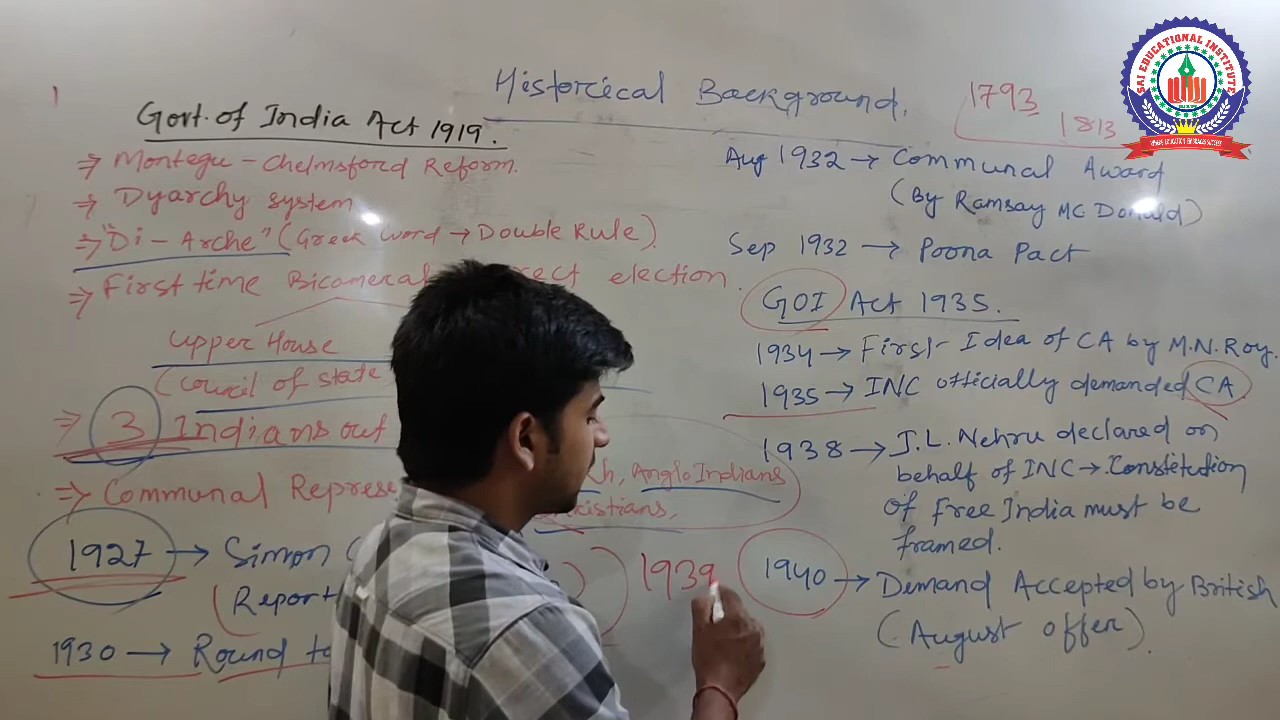 Historical Background.
1793
1813
Govt. of India Act 1919.
⇒ Montegu - Chelmsford Reform.
⇒ Dyarchy system
⇒ "Di - Arche" (Greek word → Double Rule)
⇒ First time Bicameral rect election.
Upper House
(Council of state
⇒ 3 Indians out
⇒ Communal Represe h, Anglo Indians
kistians,
1927 → Simon C
(Report
1930 → Round ta
1939
Aug 1932 → Communal Award
(By Ramsay MC Donald)
Sep 1932 → Poona Pact
GOI Act 1935.
1934 → First Idea of CA by M.N. Roy.
1935 → INC officially demanded CA
1938 → J.L. Nehru declared on
behalf of INC → Constitution
of free India must be
framed.
1940 → Demand Accepted by British
(August offer).
SAI EDUCATIONAL INSTITUTE